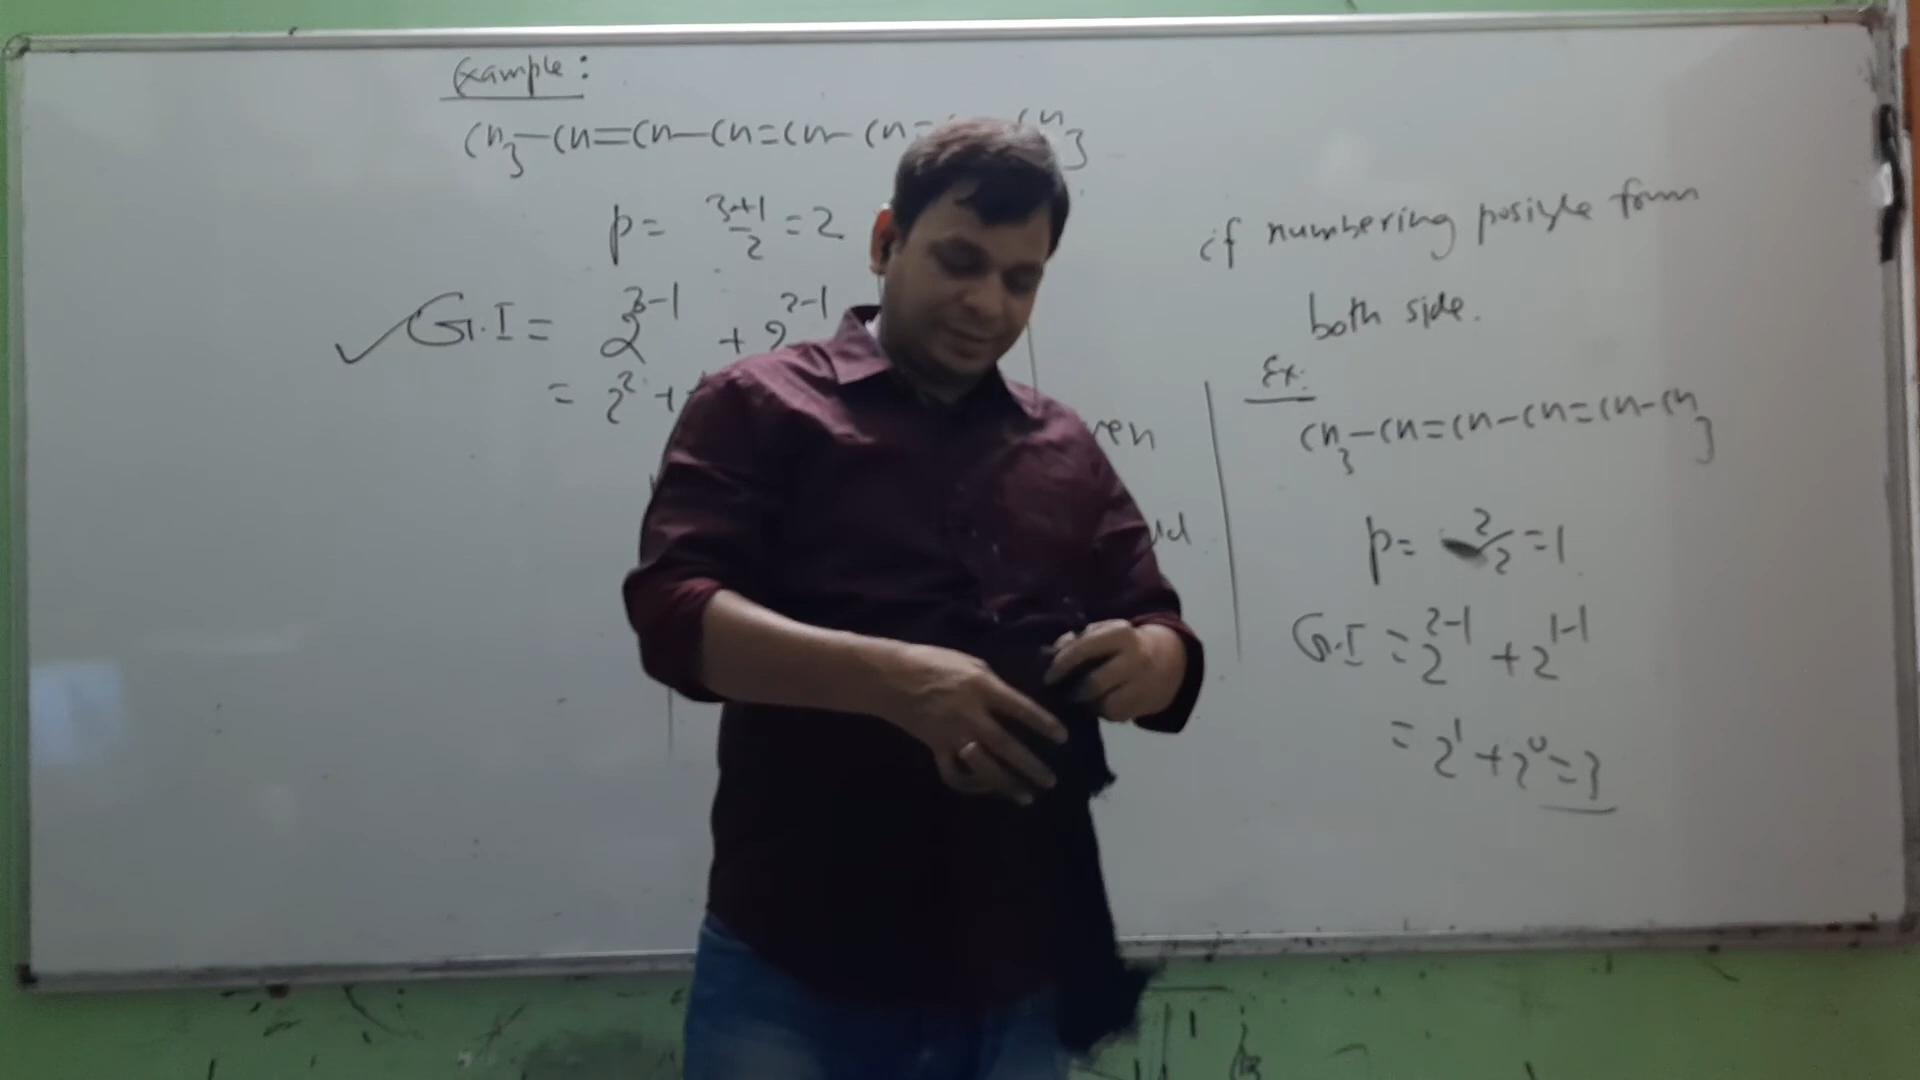 Example:
CH3-CH=CH-CH=CH-CH= CH3
p= 3+1/2 =2
✓G.I = 2^3-1 + 2^2-1
= 2^2 +
if numbering posible from
both side.
Ex:
CH3-CH=CH-CH=CH-CH3
p= 2/2 =1
G.I = 2^2-1 + 2^1-1
= 2^1 + 2^0 = 3